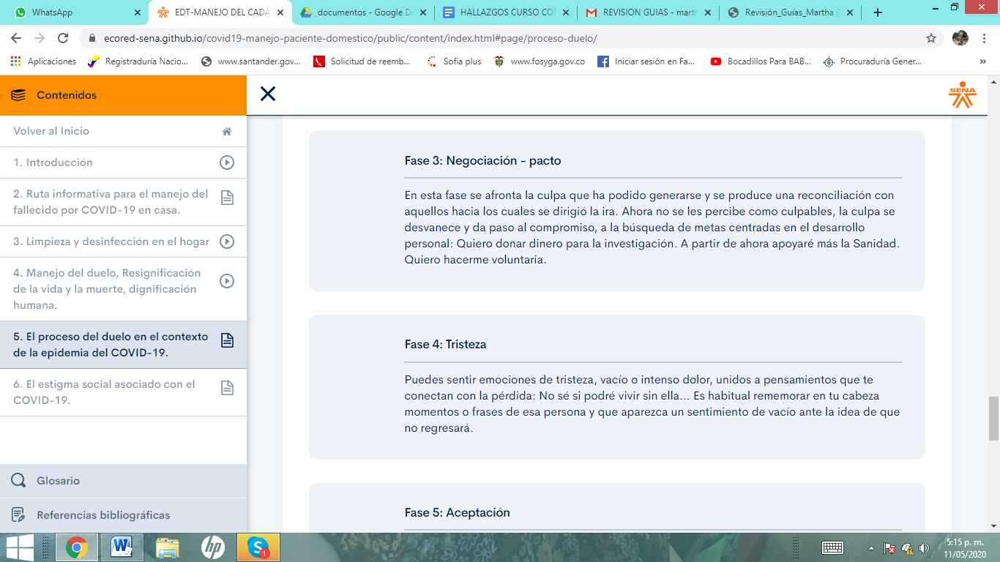 WhatsApp
EDT-MANEJO DEL CADÁ
documentos - Google Dr
HALLAZGOS CURSO CO
REVISION GUIAS - marth
Revisión_Guías_Martha (
ecored-sena.github.io/covid19-manejo-paciente-domestico/public/content/index.html#page/proceso-duelo/
Aplicaciones
Registraduría Nacio...
www.santander.gov...
Solicitud de reemb...
Sofia plus
www.fosyga.gov.co
Iniciar sesión en Fa...
Bocadillos Para BAB...
Procuraduría Gener...
»
Contenidos
SENA
Volver al Inicio
1. Introducción
2. Ruta informativa para el manejo del
fallecido por COVID-19 en casa.
3. Limpieza y desinfección en el hogar
4. Manejo del duelo, Resignificación
de la vida y la muerte, dignificación
humana.
5. El proceso del duelo en el contexto
de la epidemia del COVID-19.
6. El estigma social asociado con el
COVID-19.
Glosario
Referencias bibliográficas
Fase 3: Negociación - pacto
En esta fase se afronta la culpa que ha podido generarse y se produce una reconciliación con
aquellos hacia los cuales se dirigió la ira. Ahora no se les percibe como culpables, la culpa se
desvanece y da paso al compromiso, a la búsqueda de metas centradas en el desarrollo
personal: Quiero donar dinero para la investigación. A partir de ahora apoyaré más la Sanidad.
Quiero hacerme voluntaria.
Fase 4: Tristeza
Puedes sentir emociones de tristeza, vacío o intenso dolor, unidos a pensamientos que te
conectan con la pérdida: No sé si podré vivir sin ella... Es habitual rememorar en tu cabeza
momentos o frases de esa persona y que aparezca un sentimiento de vacío ante la idea de que
no regresará.
Fase 5: Aceptación
hp
1
5:15 p. m.
11/05/2020